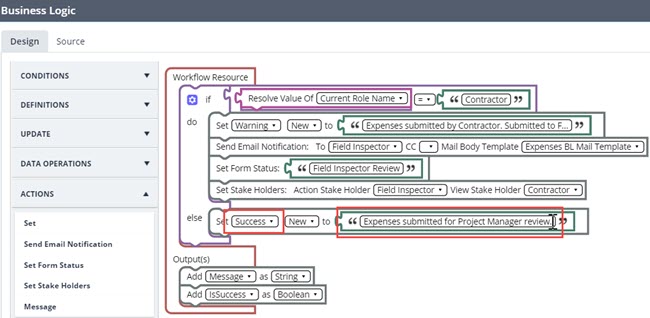 Business Logic
Design Source
CONDITIONS
DEFINITIONS
UPDATE
DATA OPERATIONS
ACTIONS
Set
Send Email Notification
Set Form Status
Set Stake Holders
Message
Workflow Resource
if Resolve Value Of Current Role Name = “ Contractor ”
do Set Warning New to “ Expenses submitted by Contractor. Submitted to F... ”
Send Email Notification: To Field Inspector CC Mail Body Template Expenses BL Mail Template
Set Form Status: “ Field Inspector Review ”
Set Stake Holders: Action Stake Holder Field Inspector View Stake Holder Contractor
else Set Success New to “ Expenses submitted for Project Manager review. ”
Output(s)
Add Message as String
Add IsSuccess as Boolean